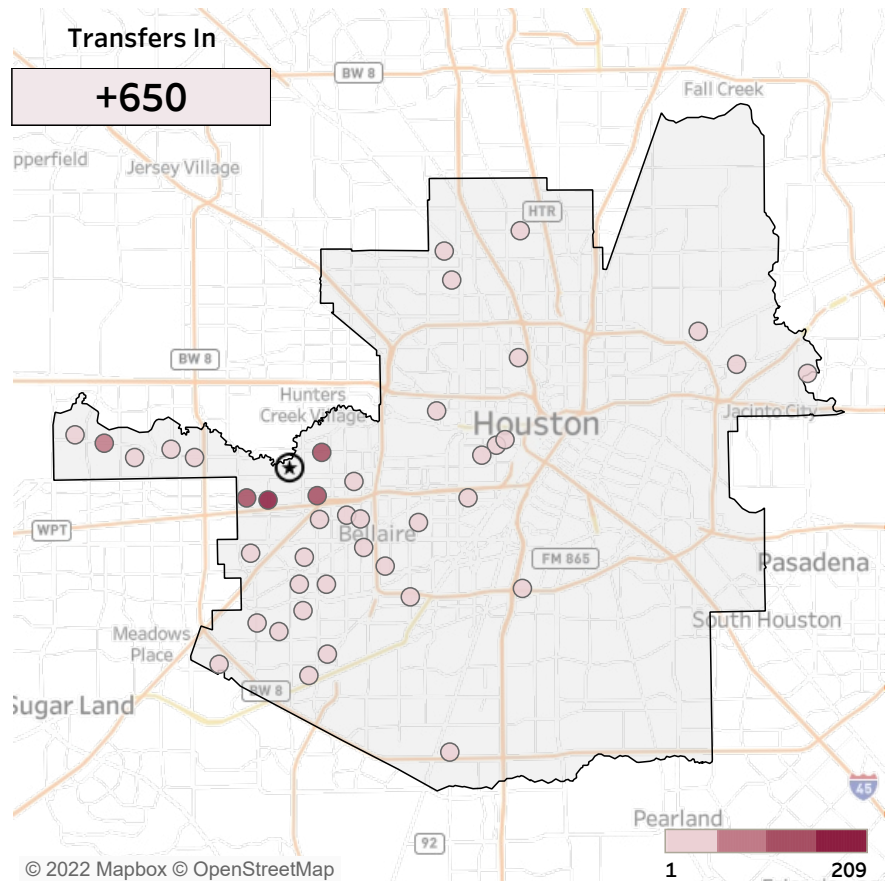 Transfers In
+650
BW 8
Fall Creek
pperfield
Jersey Village
HTR
BW 8
Hunters
Creek Village
Jacinto City
Houston
WPT
Bellaire
FM 865
Pasadena
South Houston
Meadows
Place
BW 8
Sugar Land
45
Pearland
92
1
209
© 2022 Mapbox © OpenStreetMap